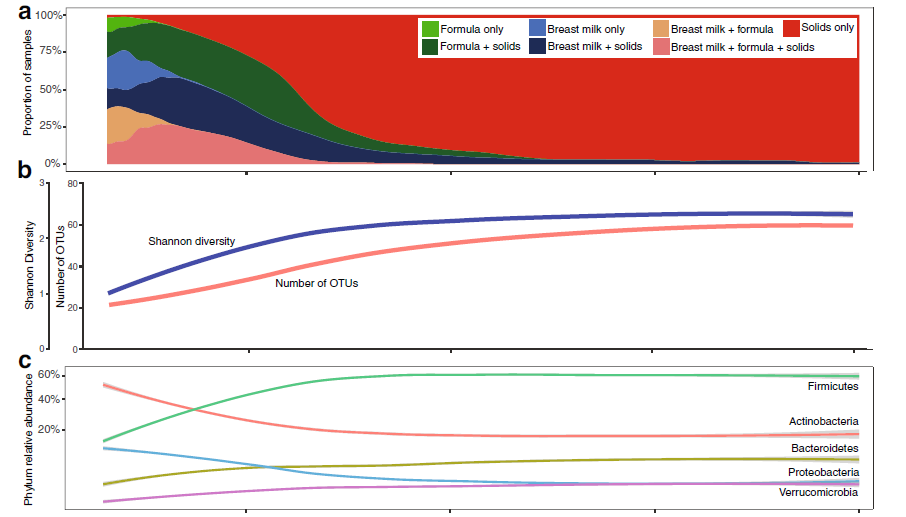 a
100%
75%
50%
25%
0%
Proportion of samples
Formula only
Breast milk only
Breast milk + formula
Solids only
Formula + solids
Breast milk + solids
Breast milk + formula + solids
b
3
2
1
0
Shannon Diversity
80
60
40
20
0
Number of OTUs
Shannon diversity
Number of OTUs
c
60%
40%
20%
Phylum relative abundance
Firmicutes
Actinobacteria
Bacteroidetes
Proteobacteria
Verrucomicrobia